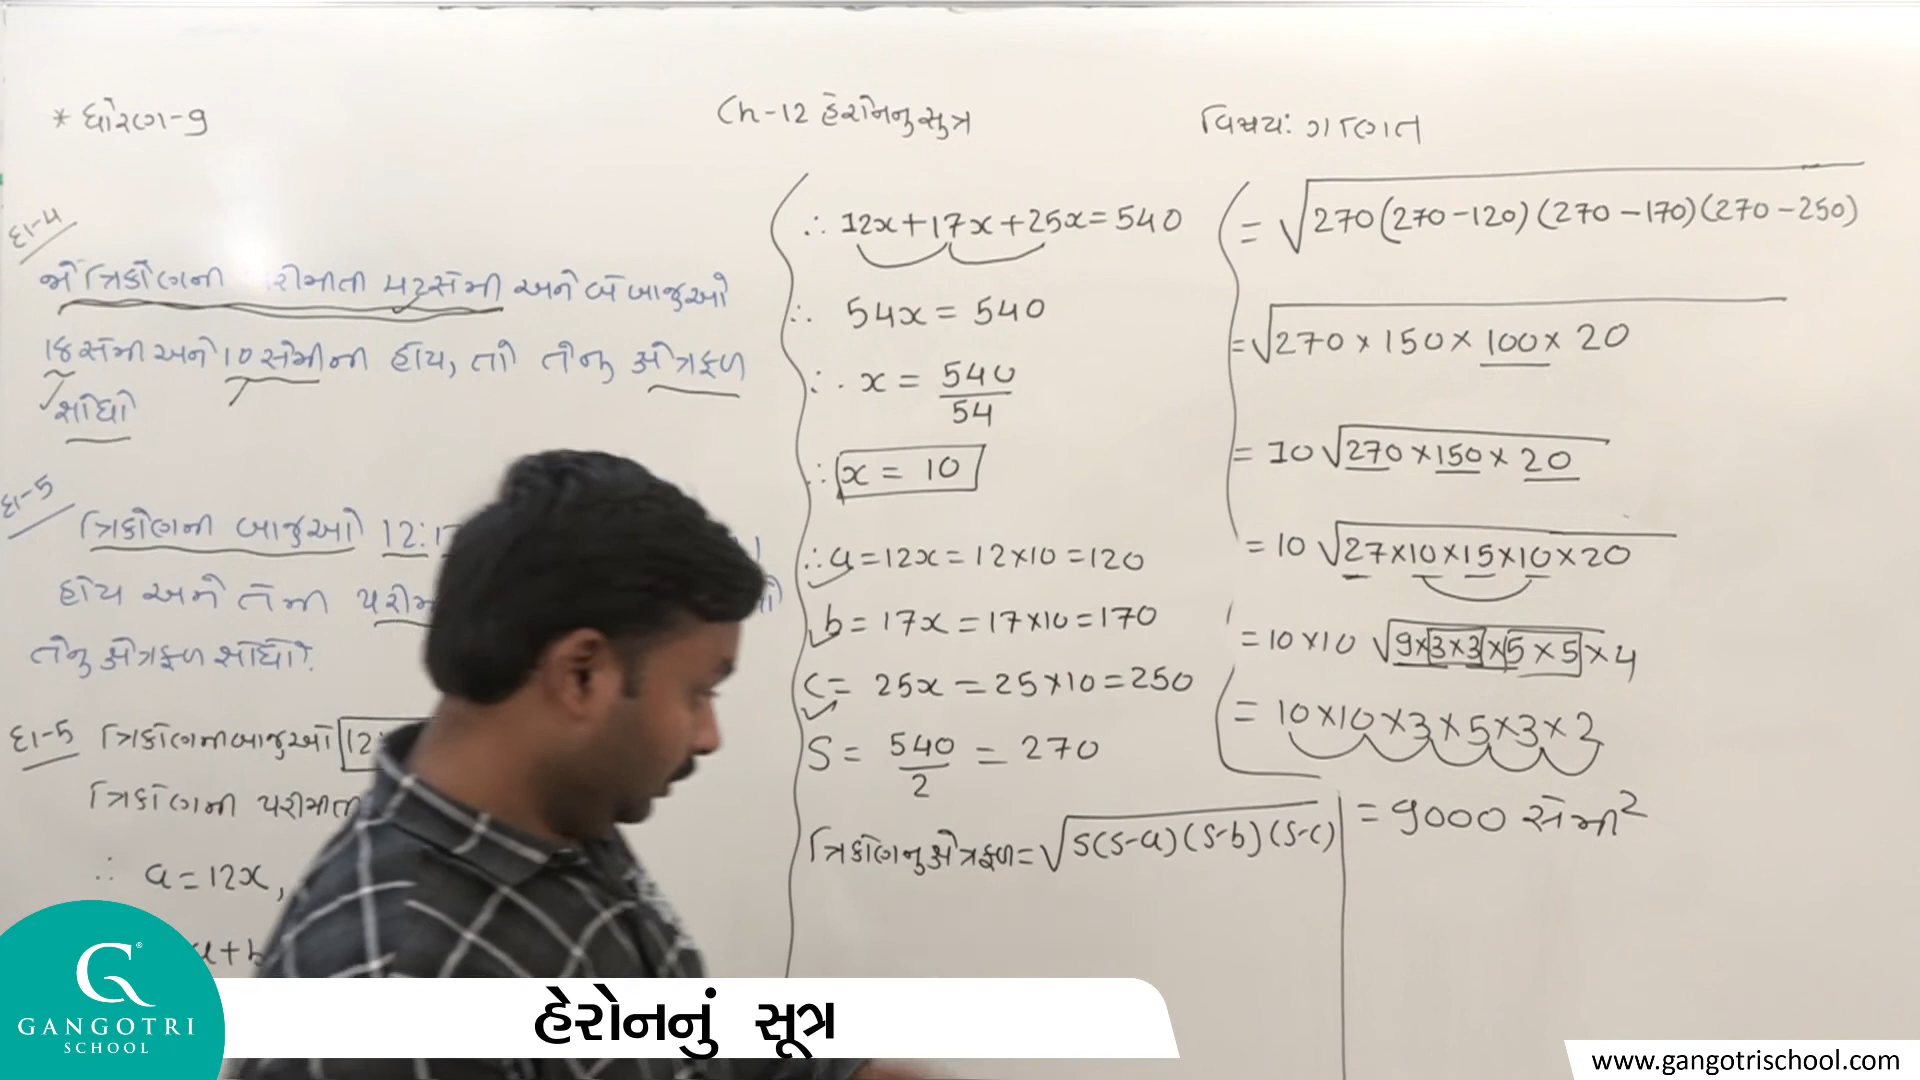 * ધોરણ-9
Ch-12 હેરોનનુ સુત્ર
વિષય: ગણિત
દા-4
જે ત્રિકોણની પરીમીતી 42 સેમી અને બે બાજુઓ
18 સેમી અને 10 સેમીની હોય, તો તેનુ ક્ષેત્રફળ
શોધો
દા-5
ત્રિકોણની બાજુઓ 12:17
હોય અને તેની પરીમ
તેનુ ક્ષેત્રફળ શોધો.
દા-5 ત્રિકોણના બાજુઓ 12:
ત્રિકોણની પરીમીતી
∴ a = 12x,
a+b
∴ 12x+17x+25x=540
∴ 54x = 540
∴ x = 540/54
∴ x = 10
∴ a=12x=12×10=120
b=17x=17×10=170
c= 25x = 25×10=250
S = 540/2 = 270
ત્રિકોણનુ ક્ષેત્રફળ=√S(S-a)(S-b)(S-c)
= √270(270-120)(270-170)(270-250)
=√270×150×100×20
= 10√270×150×20
= 10√27×10×15×10×20
=10×10 √9×3×3×5×5×4
= 10×10×3×5×3×2
= 9000 સેમી²
GANGOTRI
SCHOOL
હેરોનનું સૂત્ર
www.gangotrischool.com